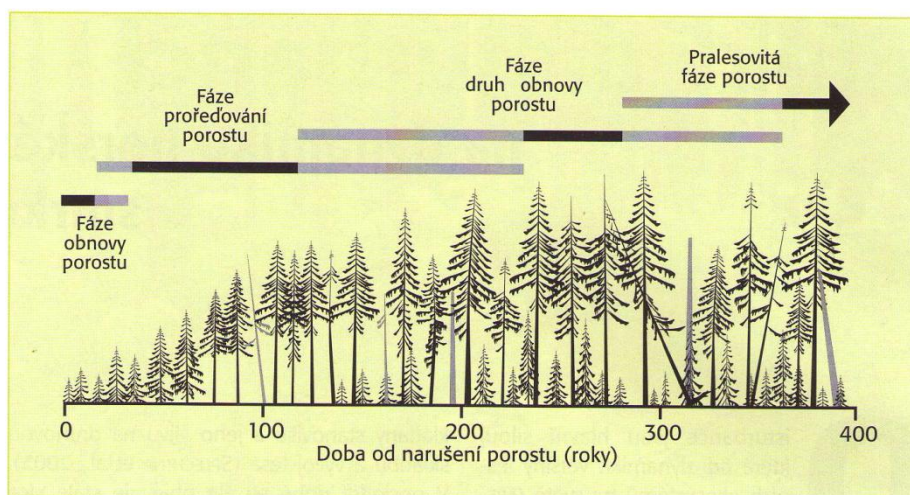 Fáze
obnovy
porostu
Fáze
prořeďování
porostu
Fáze
druh obnovy
porostu
Pralesovitá
fáze porostu
0 100 200 300 400
Doba od narušení porostu (roky)